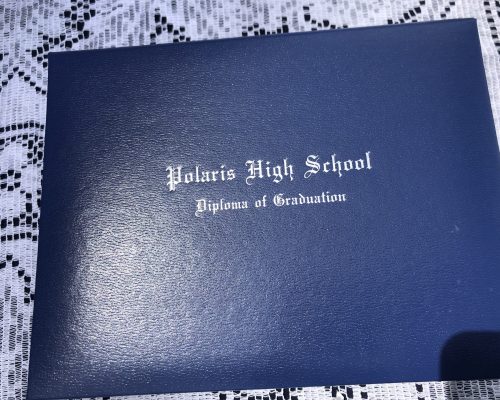 Polaris High School
Diploma of Graduation